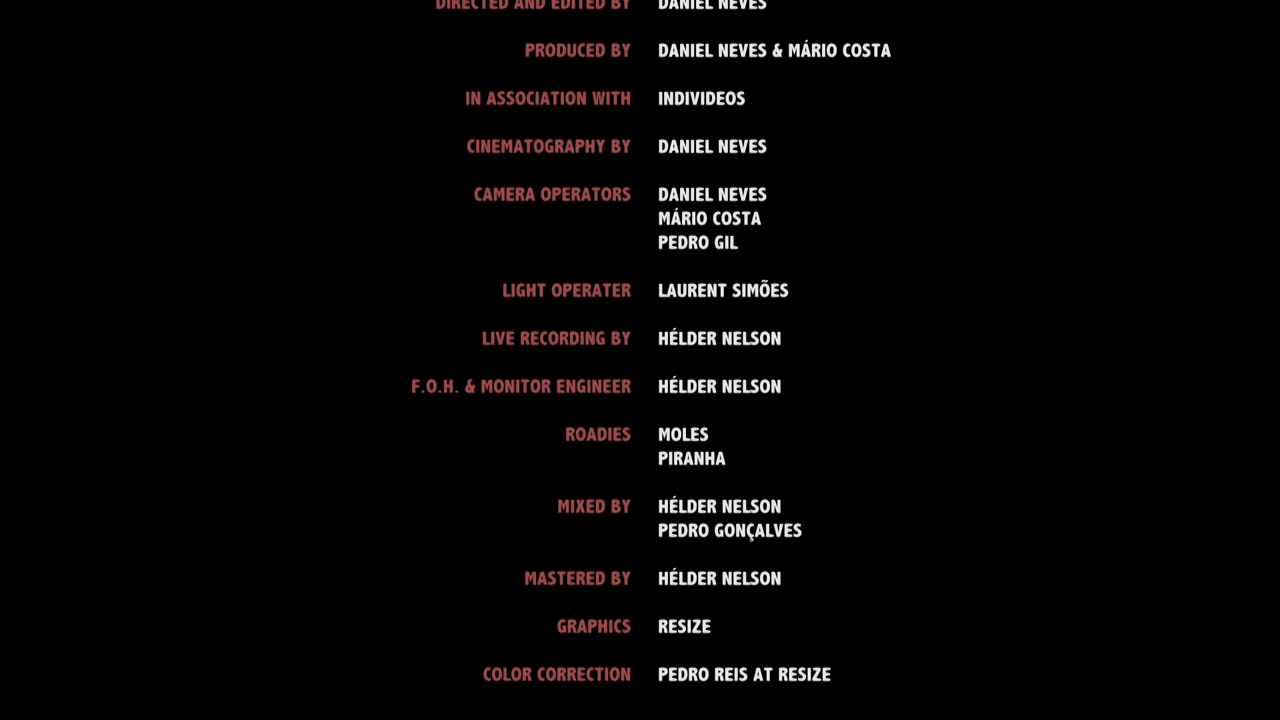 DIRECTED AND EDITED BY DANIEL NEVES
PRODUCED BY DANIEL NEVES & MÁRIO COSTA
IN ASSOCIATION WITH INDIVIDEOS
CINEMATOGRAPHY BY DANIEL NEVES
CAMERA OPERATORS DANIEL NEVES
MÁRIO COSTA
PEDRO GIL
LIGHT OPERATER LAURENT SIMÕES
LIVE RECORDING BY HÉLDER NELSON
F.O.H. & MONITOR ENGINEER HÉLDER NELSON
ROADIES MOLES
PIRANHA
MIXED BY HÉLDER NELSON
PEDRO GONÇALVES
MASTERED BY HÉLDER NELSON
GRAPHICS RESIZE
COLOR CORRECTION PEDRO REIS AT RESIZE